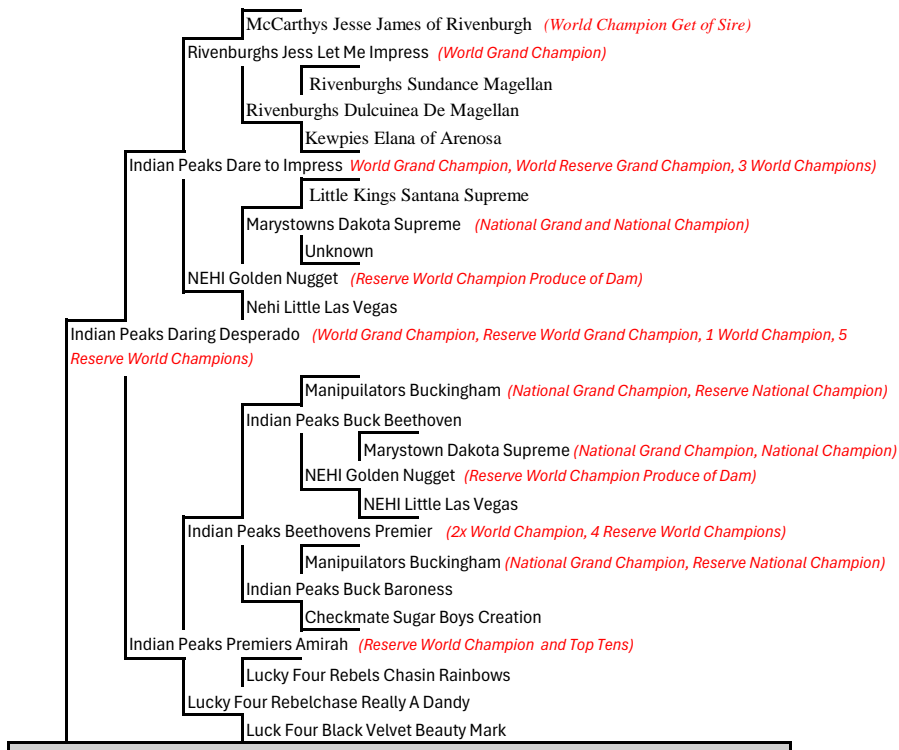 McCarthys Jesse James of Rivenburgh (World Champion Get of Sire)
Rivenburghs Jess Let Me Impress (World Grand Champion)
Rivenburghs Sundance Magellan
Rivenburghs Dulcuinea De Magellan
Kewpies Elana of Arenosa
Indian Peaks Dare to Impress World Grand Champion, World Reserve Grand Champion, 3 World Champions)
Little Kings Santana Supreme
Marystowns Dakota Supreme (National Grand and National Champion)
Unknown
NEHI Golden Nugget (Reserve World Champion Produce of Dam)
Nehi Little Las Vegas
Indian Peaks Daring Desperado (World Grand Champion, Reserve World Grand Champion, 1 World Champion, 5
Reserve World Champions)
Manipuilators Buckingham (National Grand Champion, Reserve National Champion)
Indian Peaks Buck Beethoven
Marystown Dakota Supreme (National Grand Champion, National Champion)
NEHI Golden Nugget (Reserve World Champion Produce of Dam)
NEHI Little Las Vegas
Indian Peaks Beethovens Premier (2x World Champion, 4 Reserve World Champions)
Manipuilators Buckingham (National Grand Champion, Reserve National Champion)
Indian Peaks Buck Baroness
Checkmate Sugar Boys Creation
Indian Peaks Premiers Amirah (Reserve World Champion and Top Tens)
Lucky Four Rebels Chasin Rainbows
Lucky Four Rebelchase Really A Dandy
Luck Four Black Velvet Beauty Mark